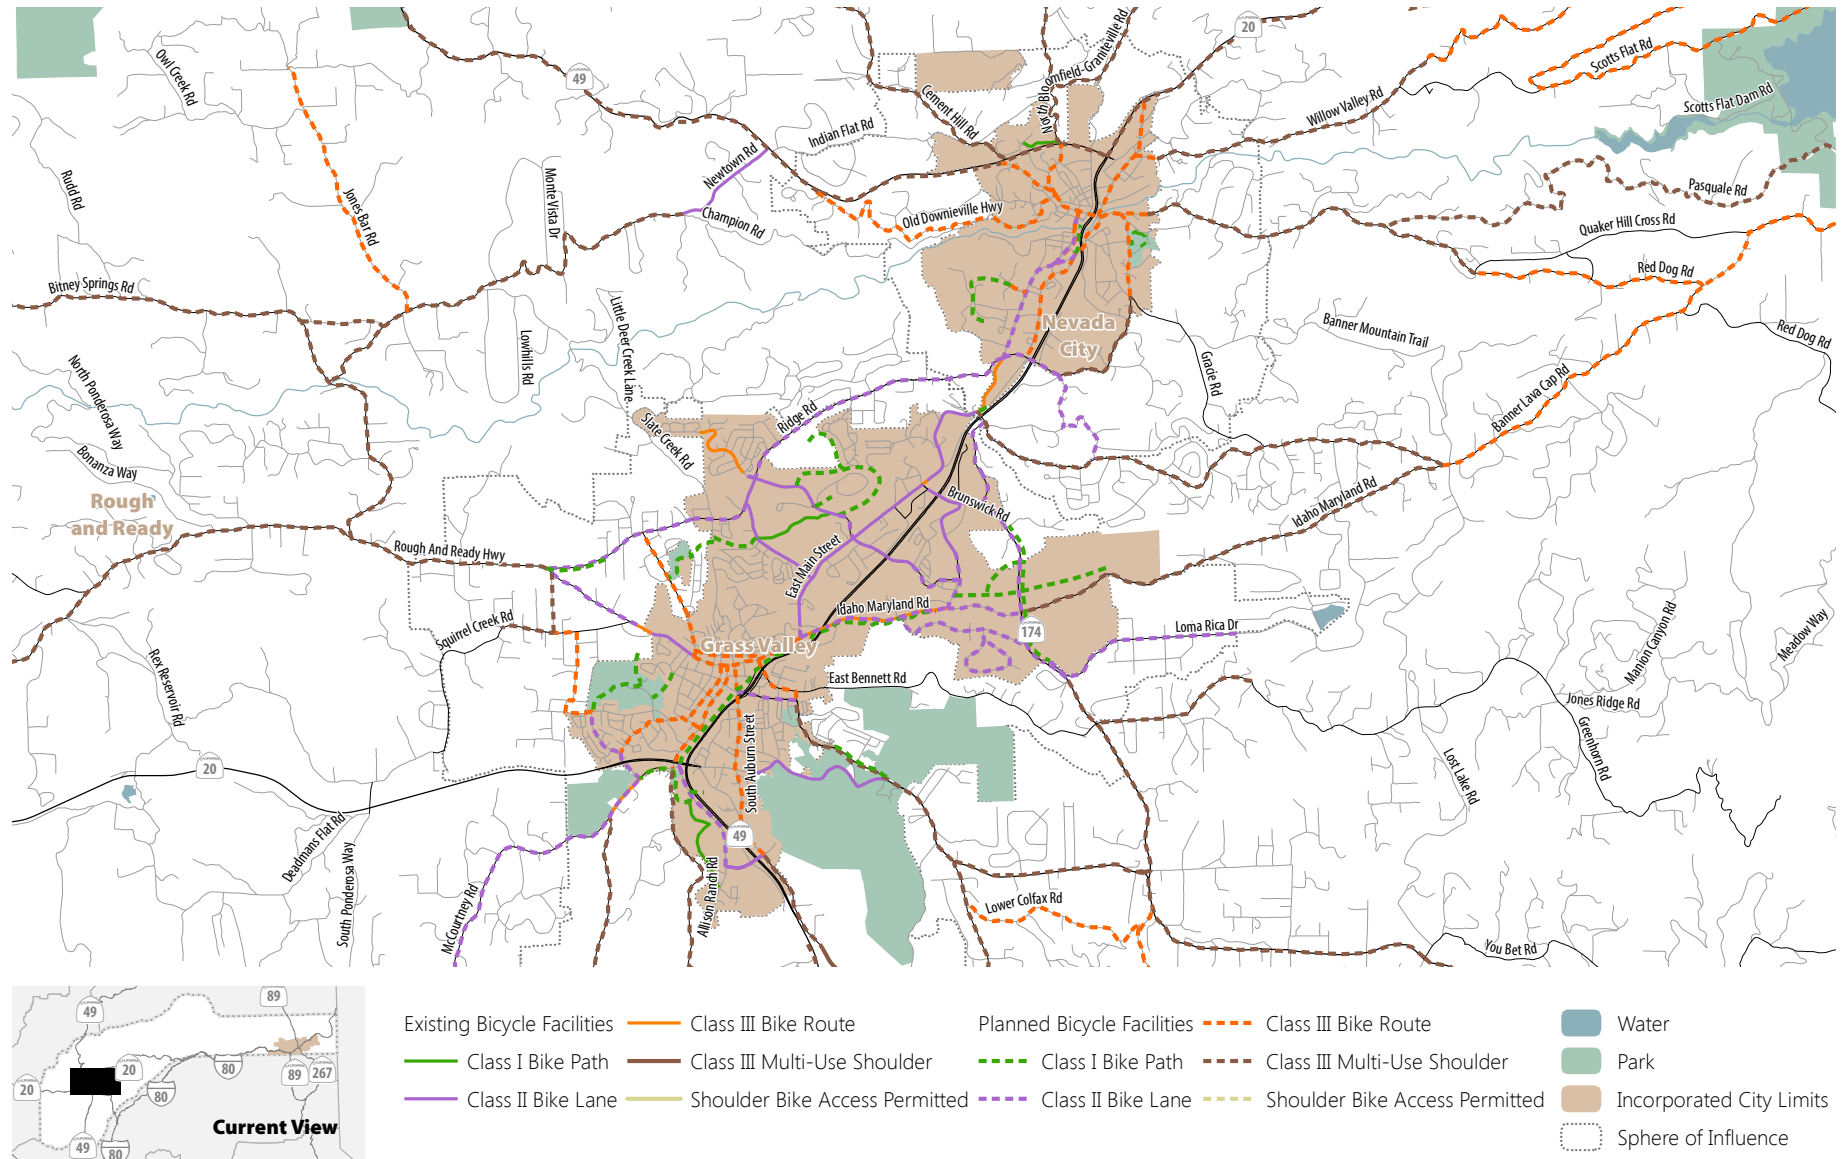 20
Owl Creek Rd
49
North Bloomfield-Graniteville Rd
Scotts Flat Rd
Scotts Flat Dam Rd
Cement Hill Rd
Willow Valley Rd
Indian Flat Rd
Newtown Rd
Rudd Rd
Jones Bar Rd
Monte Vista Dr
Champion Rd
Old Downieville Hwy
Pasquale Rd
Quaker Hill Cross Rd
Red Dog Rd
Bitney Springs Rd
Little Deer Creek Lane
Lowhills Rd
Nevada
City
Banner Mountain Trail
Red Dog Rd
Gracie Rd
North Ponderosa Way
Banner Lava Cap Rd
Ridge Rd
Slate Creek Rd
Bonanza Way
Rough
and Ready
Brunswick Rd
Idaho Maryland Rd
Rough And Ready Hwy
East Main Street
Idaho Maryland Rd
Squirrel Creek Rd
Grass Valley
174
Loma Rica Dr
Manion Canyon Rd
Meadow Way
Rex Reservoir Rd
East Bennett Rd
Jones Ridge Rd
Greenhorn Rd
South Auburn Street
20
Lost Lake Rd
49
Deadmans Flat Rd
South Ponderosa Way
McCourtney Rd
Allison Ranch Rd
Lower Colfax Rd
You Bet Rd
89
49
20
20
80
80
89
267
49
80
Current View
Existing Bicycle Facilities
Class I Bike Path
Class II Bike Lane
Class III Bike Route
Class III Multi-Use Shoulder
Shoulder Bike Access Permitted
Planned Bicycle Facilities
Class I Bike Path
Class II Bike Lane
Class III Bike Route
Class III Multi-Use Shoulder
Shoulder Bike Access Permitted
Water
Park
Incorporated City Limits
Sphere of Influence